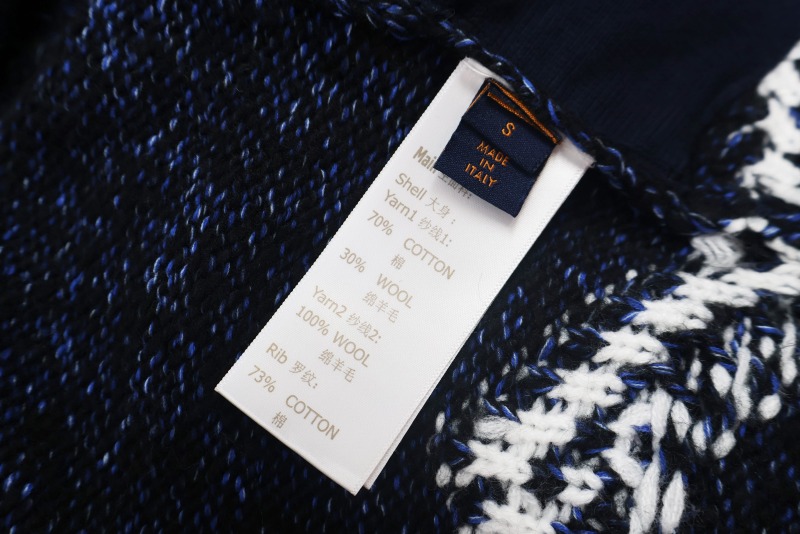 S
MADE
IN
ITALY
Main
Shell 大身:
Yarn1 纱线1:
70% COTTON
棉
30% WOOL
绵羊毛
Yarn2 纱线2:
100% WOOL
绵羊毛
Rib 罗纹:
73% COTTON
棉